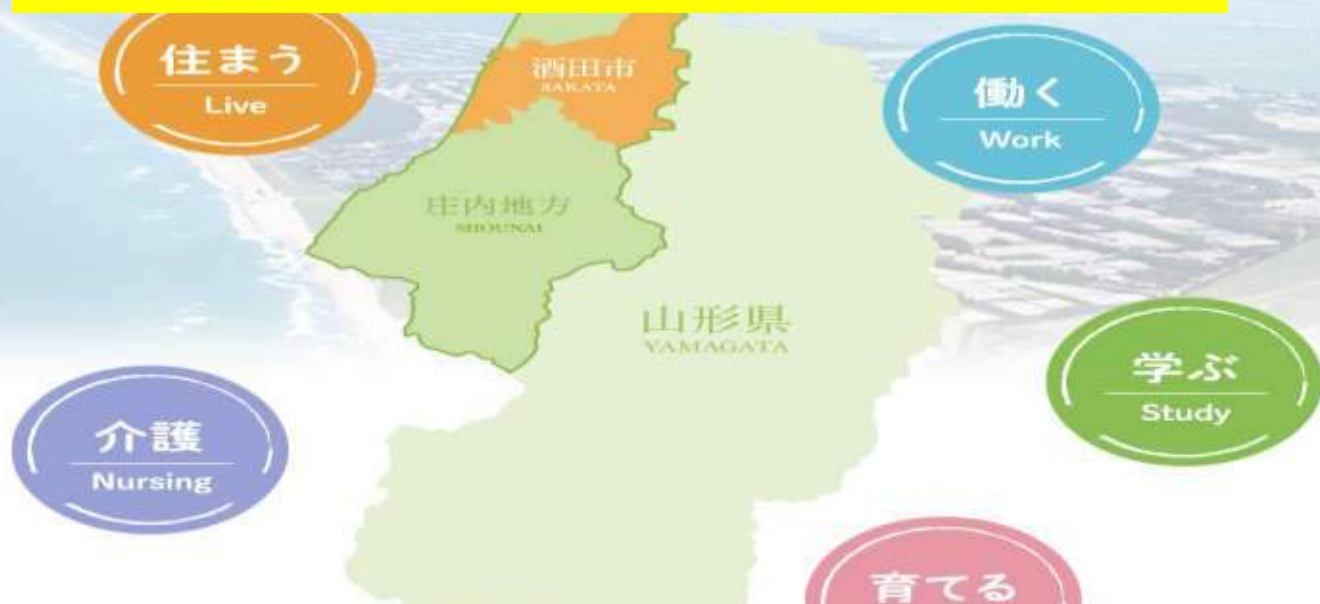 住まう
Live
酒田市
SAKATA
働く
Work
庄内地方
SHOUNAI
山形県
YAMAGATA
学ぶ
Study
介護
Nursing
育てる